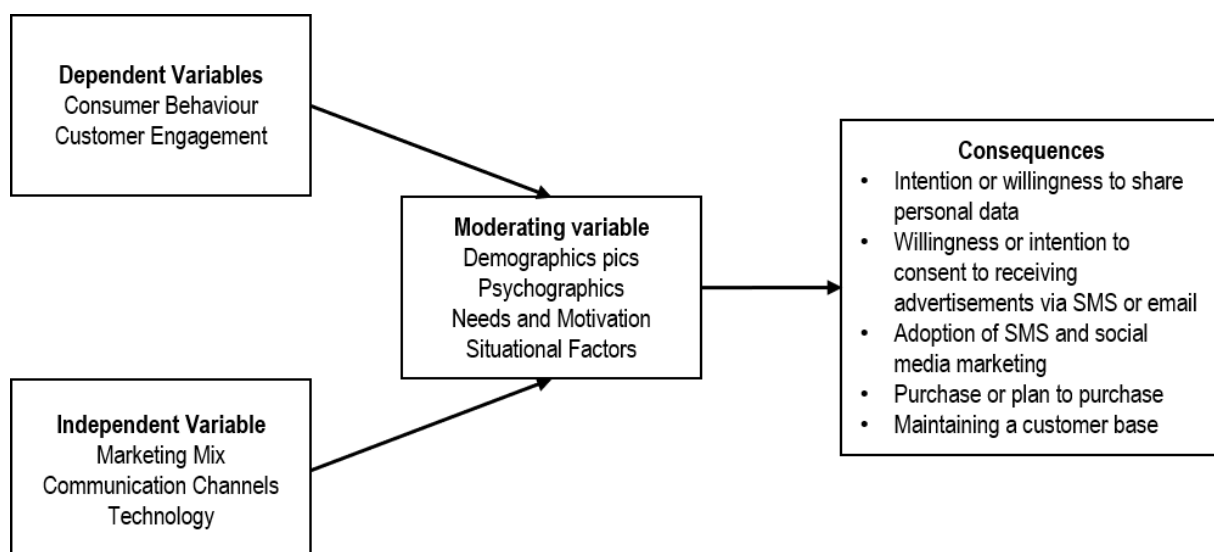 Dependent Variables
Consumer Behaviour
Customer Engagement
Independent Variable
Marketing Mix
Communication Channels
Technology
Moderating variable
Demographics pics
Psychographics
Needs and Motivation
Situational Factors
Consequences
• Intention or willingness to share
personal data
• Willingness or intention to
consent to receiving
advertisements via SMS or email
• Adoption of SMS and social
media marketing
• Purchase or plan to purchase
• Maintaining a customer base